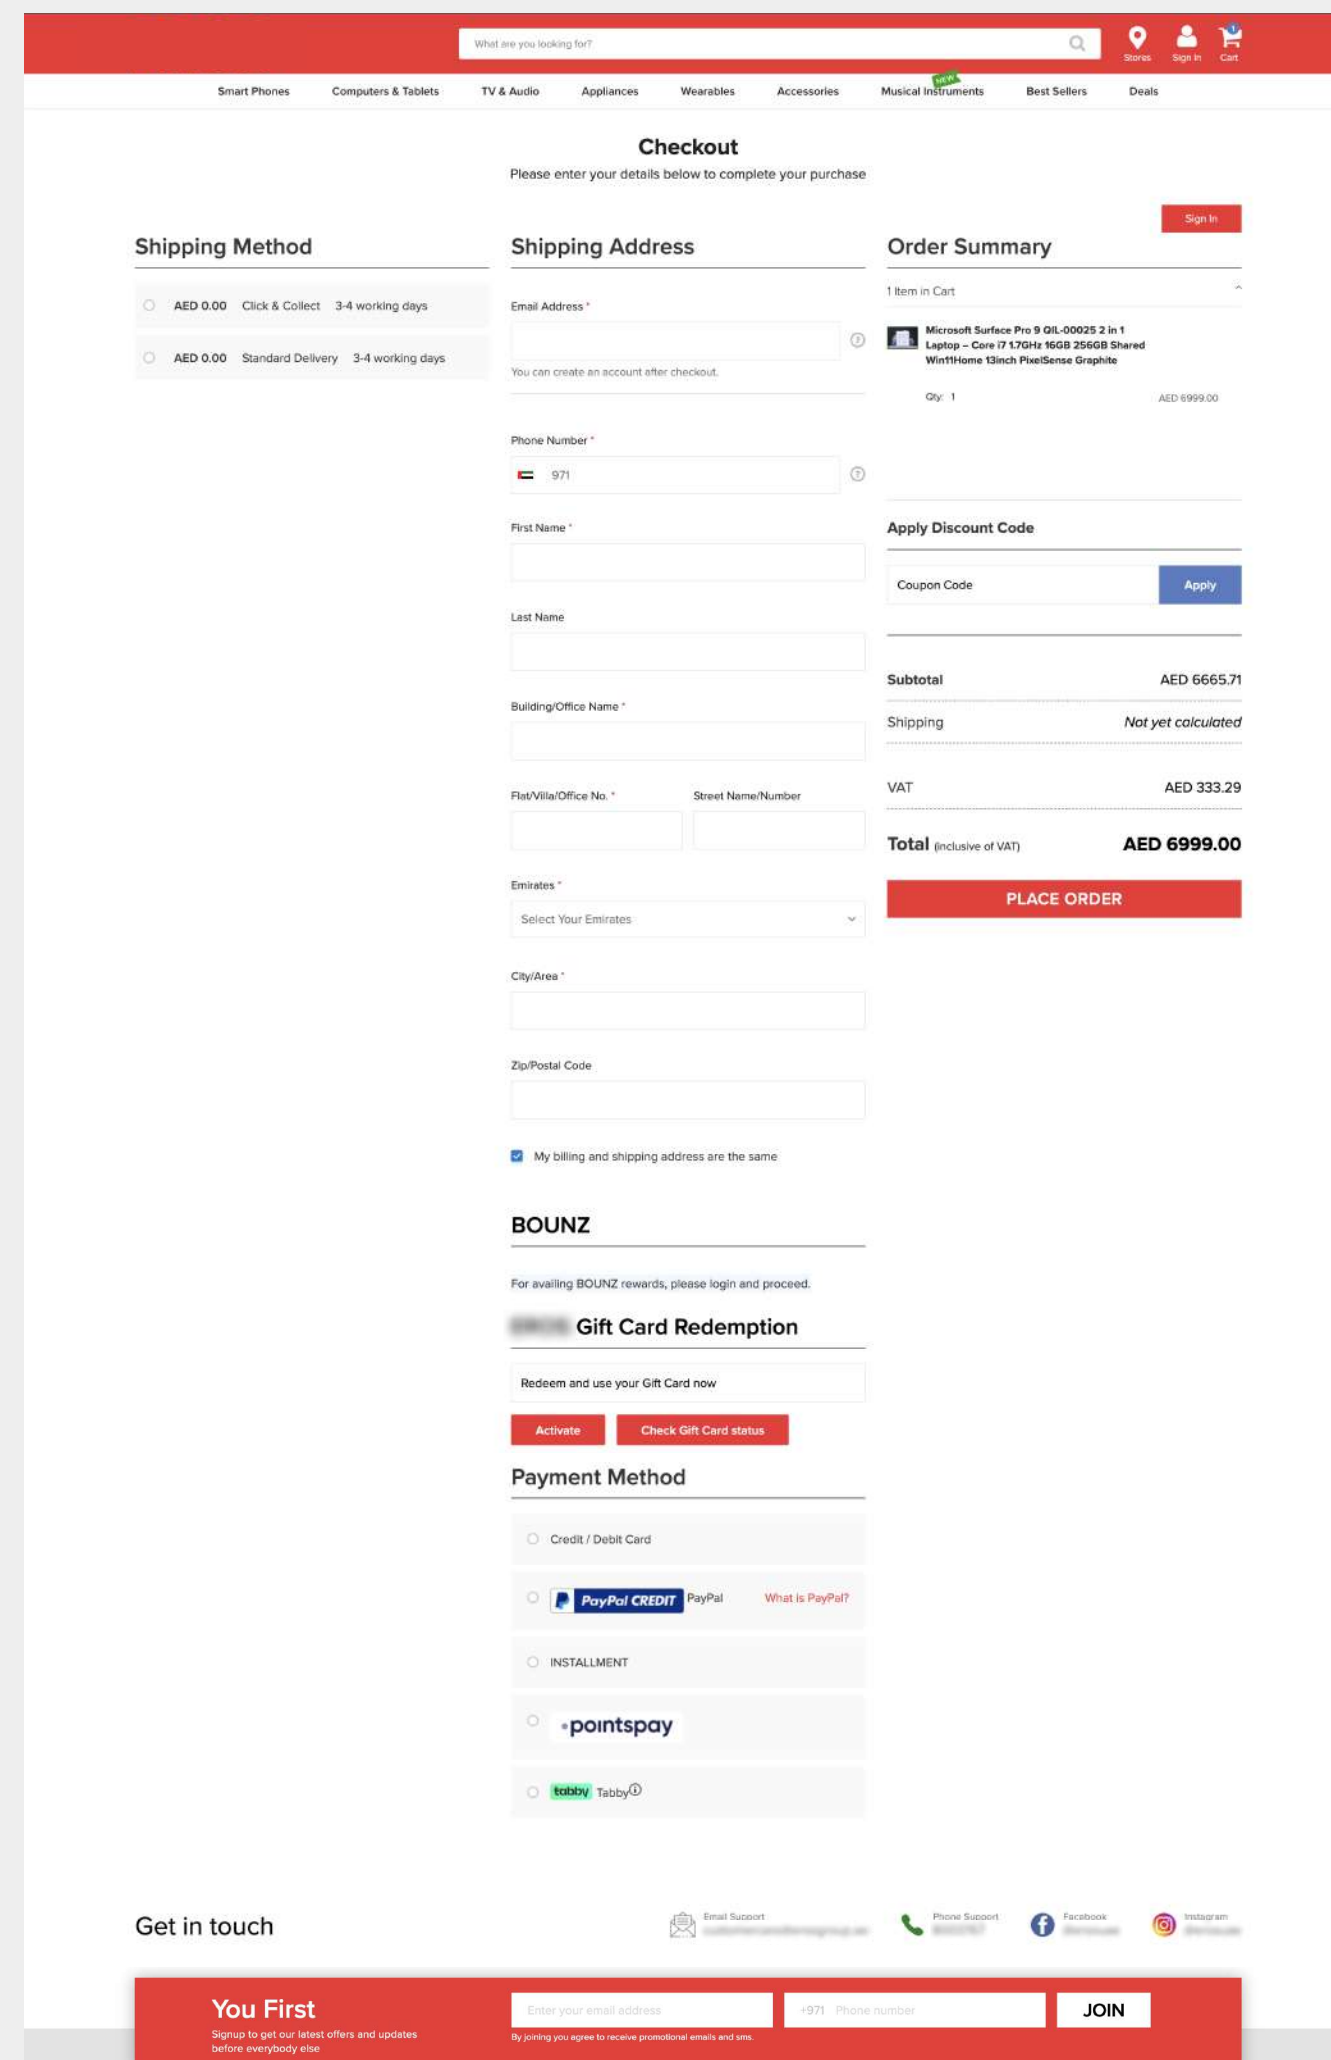 What are you looking for?
Stores
Sign In
1
Cart
Smart Phones
Computers & Tablets
TV & Audio
Appliances
Wearables
Accessories
NEW
Musical Instruments
Best Sellers
Deals
Checkout
Please enter your details below to complete your purchase
Sign In
Shipping Method
AED 0.00 Click & Collect 3-4 working days
AED 0.00 Standard Delivery 3-4 working days
Shipping Address
Email Address *
You can create an account after checkout.
Phone Number *
971
First Name *
Last Name
Building/Office Name *
Flat/Villa/Office No. *
Street Name/Number
Emirates *
Select Your Emirates
City/Area *
Zip/Postal Code
My billing and shipping address are the same
BOUNZ
For availing BOUNZ rewards, please login and proceed.
Gift Card Redemption
Redeem and use your Gift Card now
Activate
Check Gift Card status
Payment Method
Credit / Debit Card
PayPal CREDIT PayPal What is PayPal?
INSTALLMENT
pointspay
tabby Tabby
Order Summary
1 Item in Cart
Microsoft Surface Pro 9 QIL-00025 2 in 1
Laptop – Core i7 1.7GHz 16GB 256GB Shared
Win11Home 13inch PixelSense Graphite
Qty: 1
AED 6999.00
Apply Discount Code
Coupon Code
Apply
Subtotal AED 6665.71
Shipping Not yet calculated
VAT AED 333.29
Total (inclusive of VAT) AED 6999.00
PLACE ORDER
Get in touch
Email Support
Phone Support
Facebook
Instagram
You First
Signup to get our latest offers and updates
before everybody else
Enter your email address
+971 Phone number
JOIN
By joining you agree to receive promotional emails and sms.